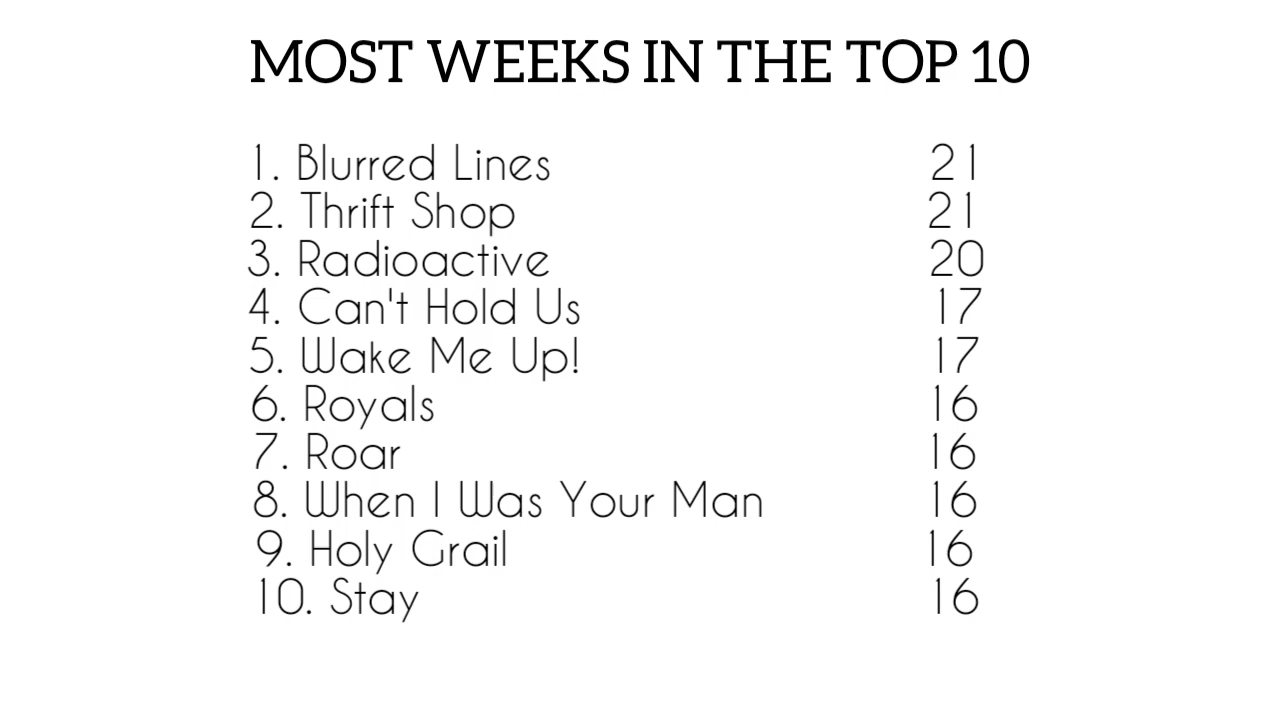 MOST WEEKS IN THE TOP 10
1. Blurred Lines 21
2. Thrift Shop 21
3. Radioactive 20
4. Can't Hold Us 17
5. Wake Me Up! 17
6. Royals 16
7. Roar 16
8. When I Was Your Man 16
9. Holy Grail 16
10. Stay 16